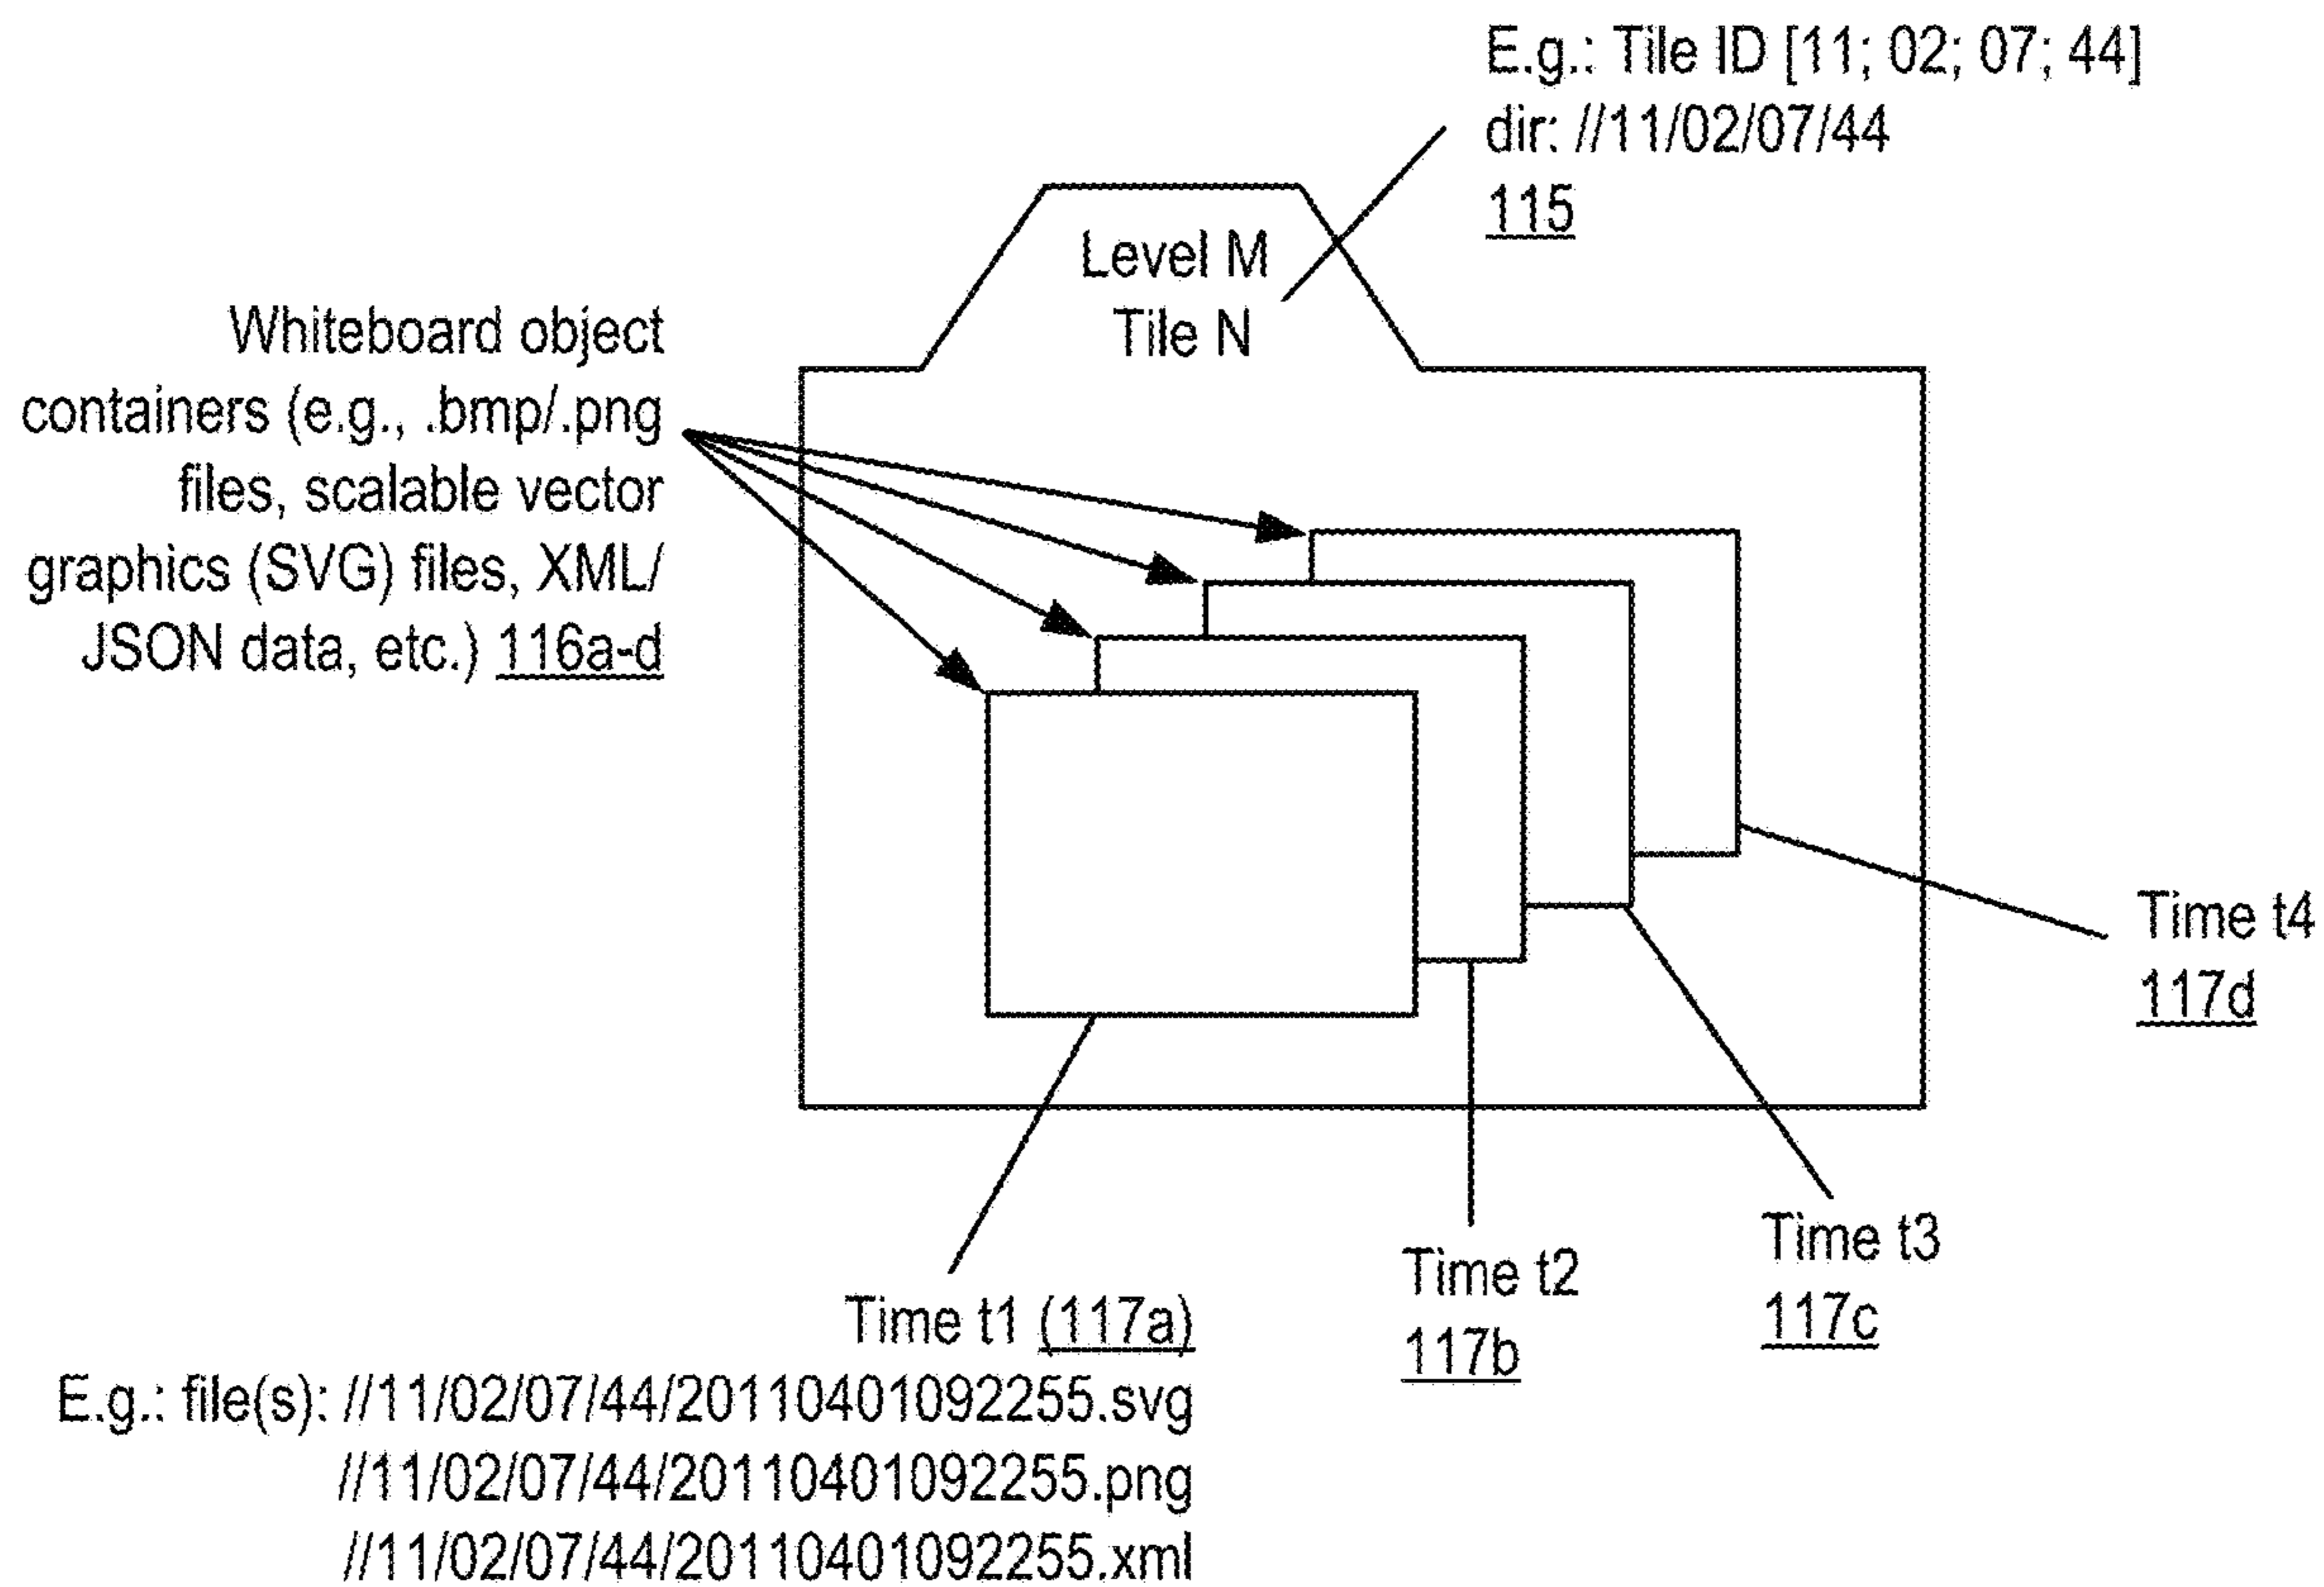 E.g.: Tile ID [11; 02; 07; 44]
dir: //11/02/07/44
115
Level M
Tile N
Whiteboard object
containers (e.g., .bmp/.png
files, scalable vector
graphics (SVG) files, XML/
JSON data, etc.) 116a-d
Time t4
117d
Time t3
117c
Time t2
117b
Time t1 (117a)
E.g.: file(s): //11/02/07/44/20110401092255.svg
//11/02/07/44/20110401092255.png
//11/02/07/44/20110401092255.xml